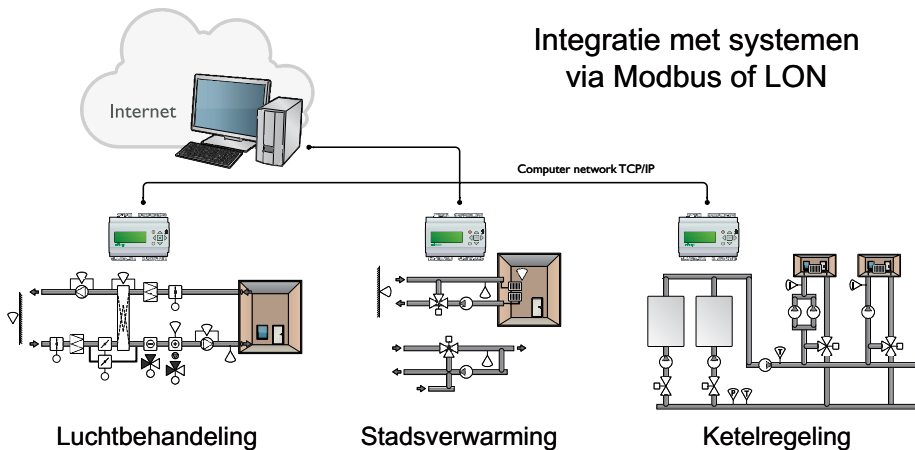 Integratie met systemen
via Modbus of LON
Internet
Computer network TCP/IP
P
T
T
Luchtbehandeling
Stadsverwarming
Ketelregeling